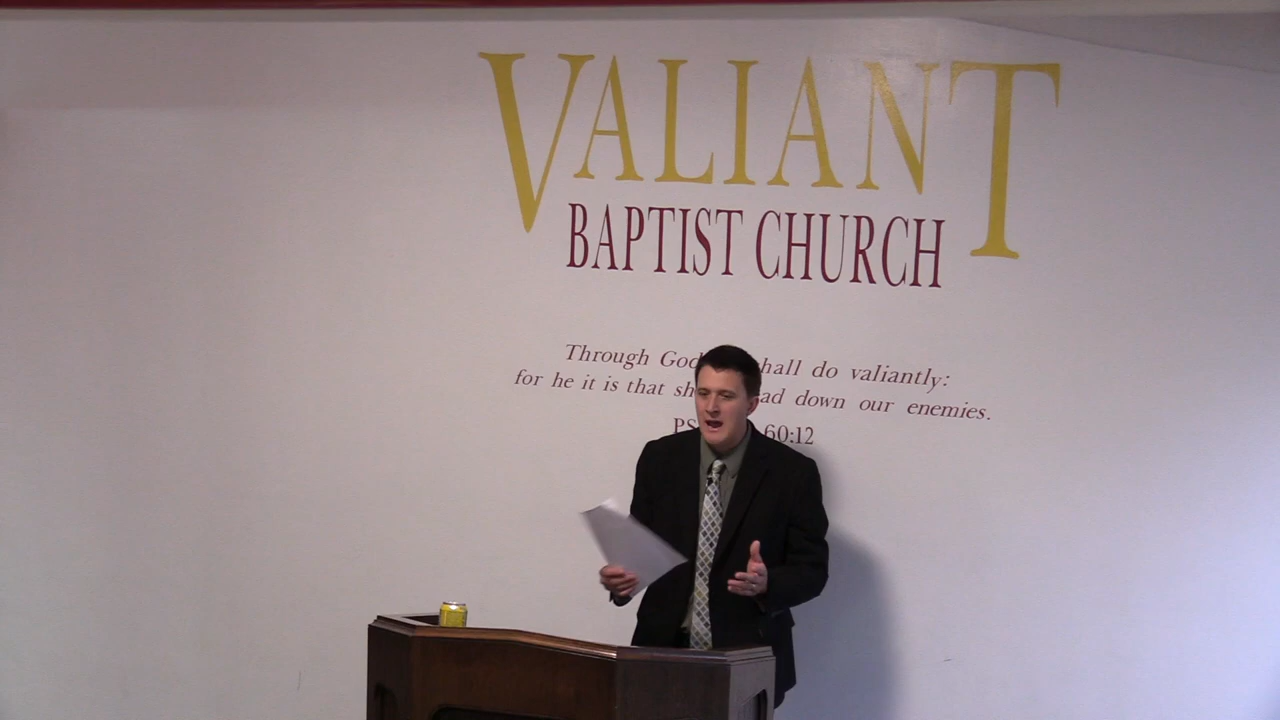 VALIANT
BAPTIST CHURCH
Through God shall do valiantly:
for he it is that sh ad down our enemies.
PS 60:12